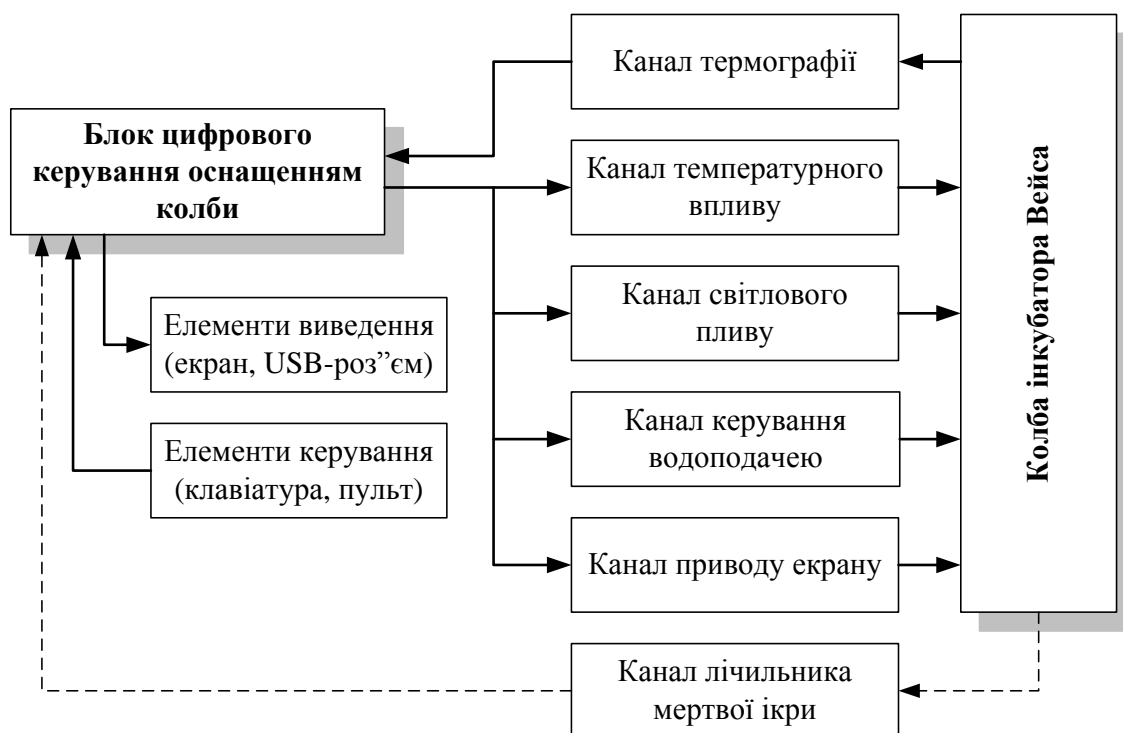 Канал термографії
Блок цифрового
керування оснащенням
колби
Канал температурного
впливу
Канал світлового
пливу
Елементи виведення
(екран, USB-роз”єм)
Канал керування
водоподачею
Елементи керування
(клавіатура, пульт)
Канал приводу екрану
Канал лічильника
мертвої ікри
Колба інкубатора Вейса